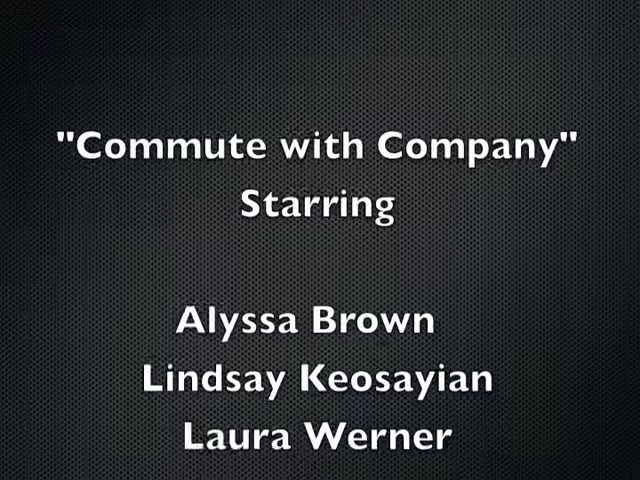 "Commute with Company"
Starring
Alyssa Brown
Lindsay Keosayian
Laura Werner